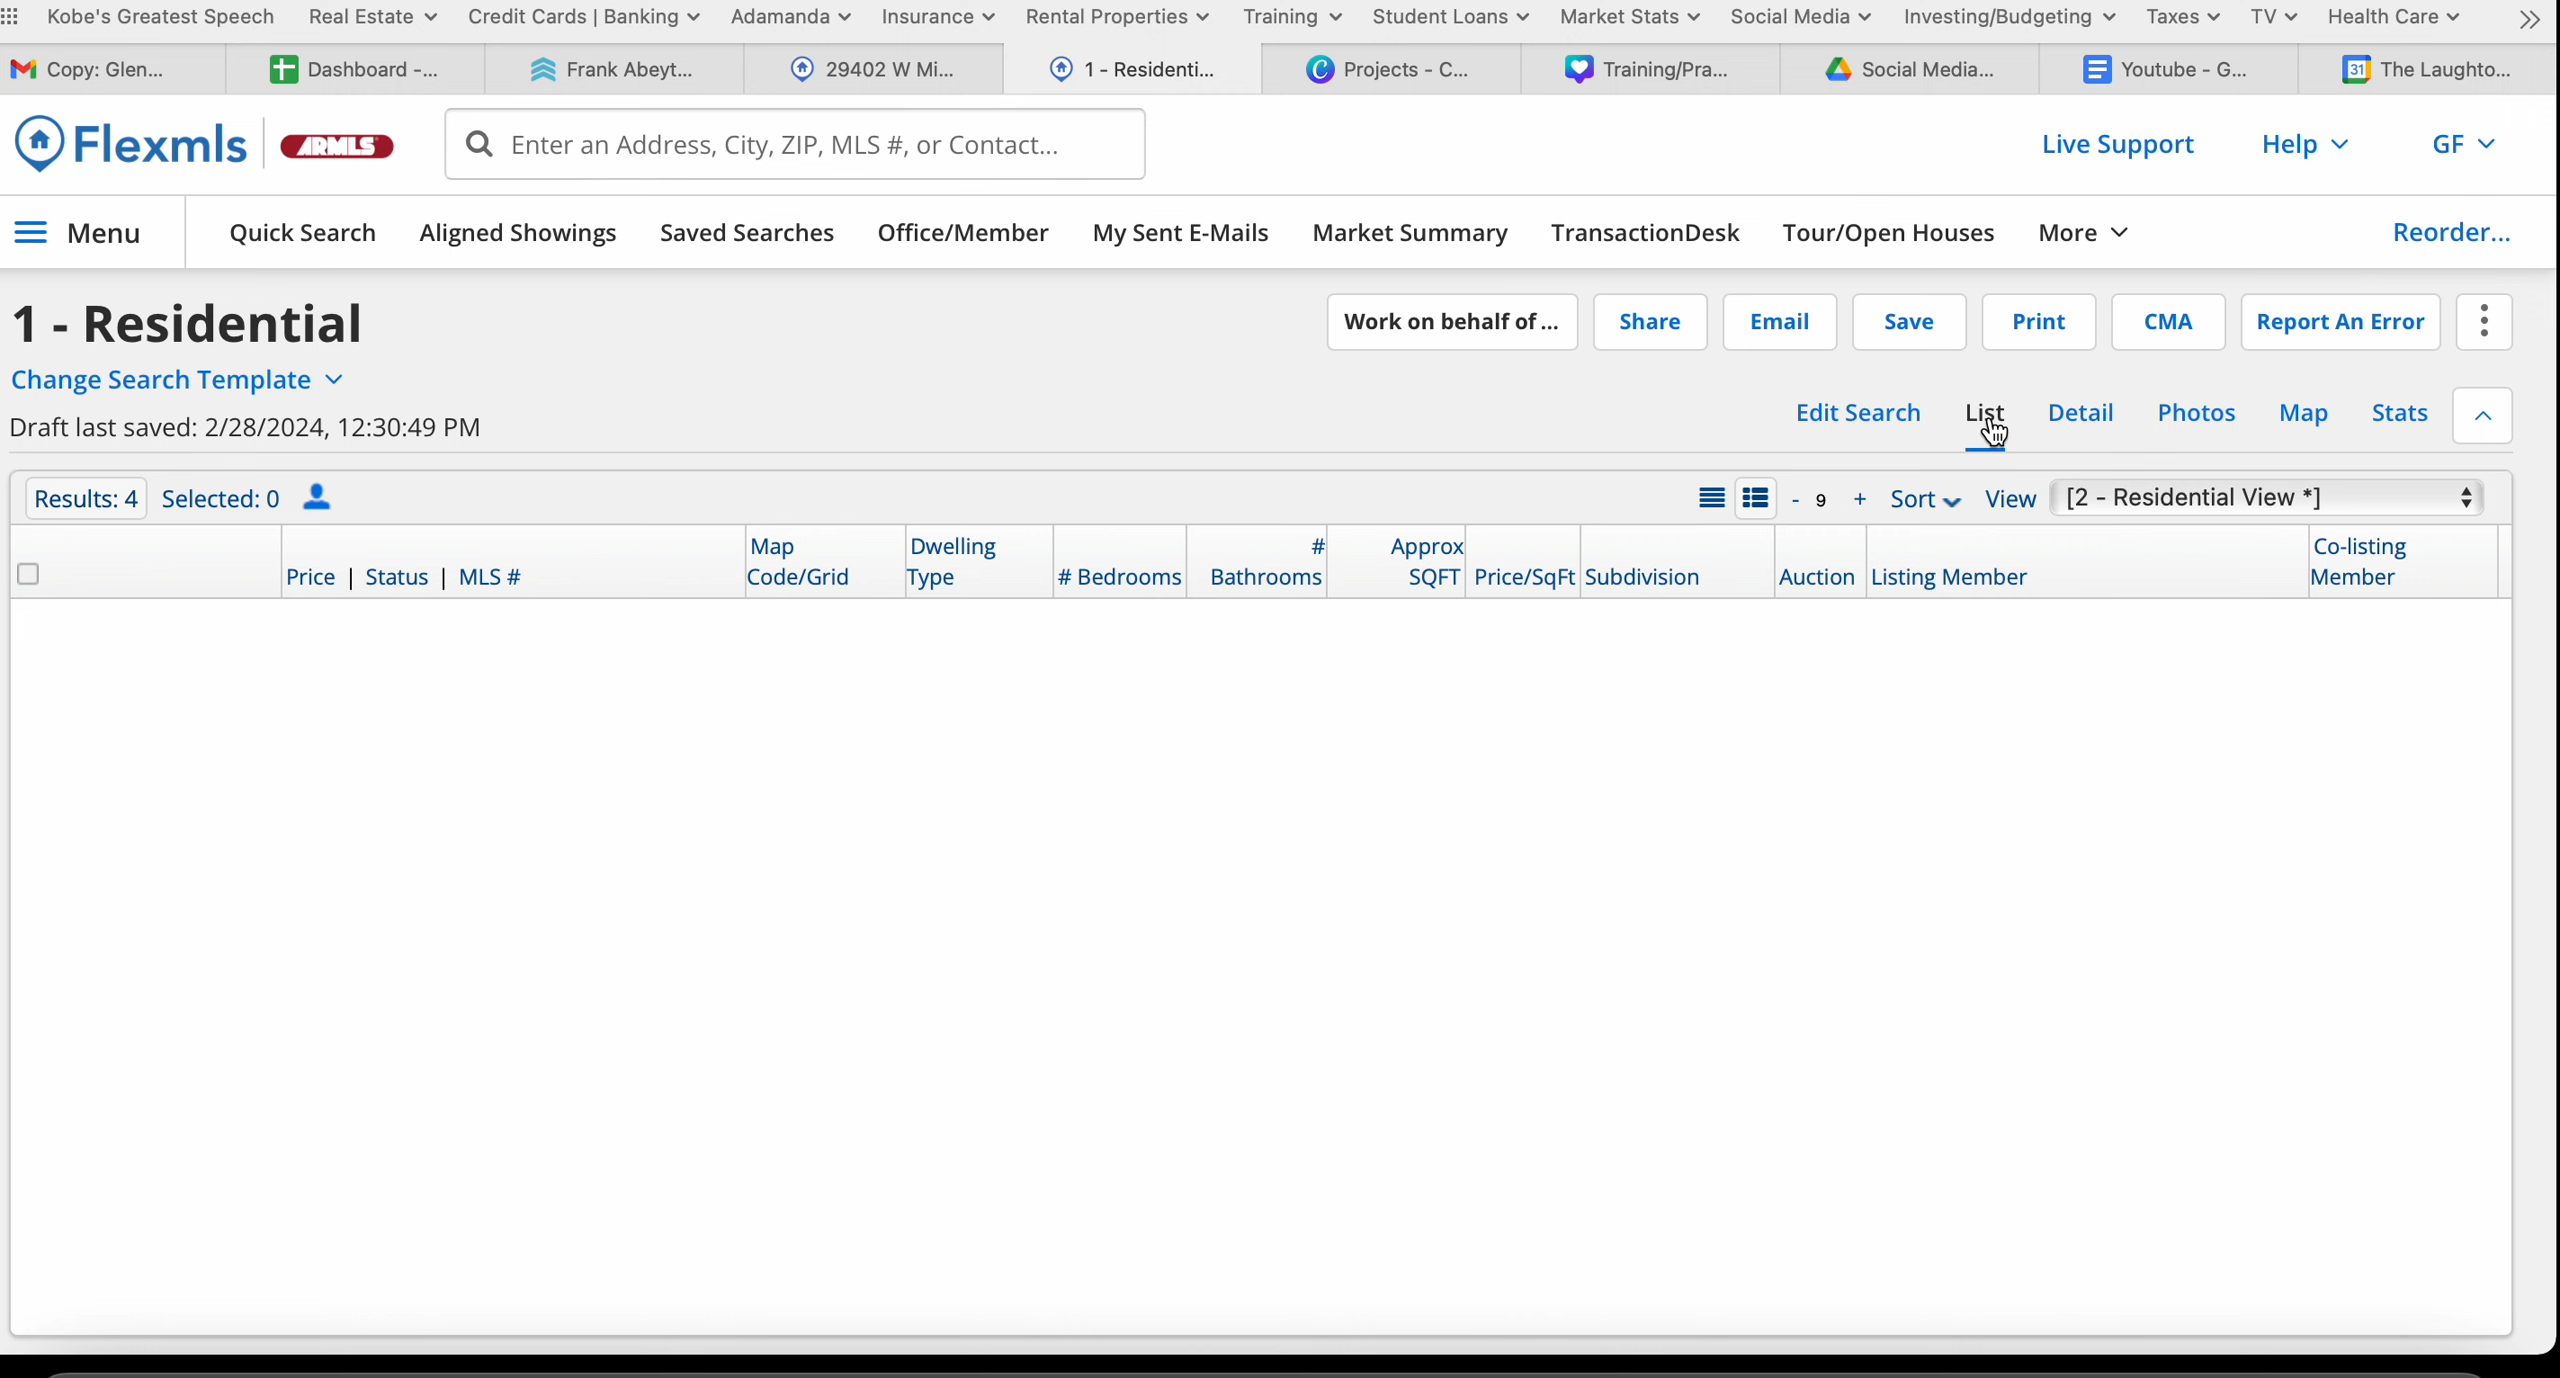 Kobe's Greatest Speech Real Estate Credit Cards | Banking Adamanda Insurance Rental Properties Training Student Loans Market Stats Social Media Investing/Budgeting Taxes TV Health Care
Copy: Glen... Dashboard -... Frank Abeyt... 29402 W Mi... 1 - Residenti... Projects - C... Training/Pra... Social Media... Youtube - G... 31 The Laughto...
Flexmls ARMLS Enter an Address, City, ZIP, MLS #, or Contact... Live Support Help GF
Menu Quick Search Aligned Showings Saved Searches Office/Member My Sent E-Mails Market Summary TransactionDesk Tour/Open Houses More Reorder...
1 - Residential Work on behalf of ... Share Email Save Print CMA Report An Error
Change Search Template
Draft last saved: 2/28/2024, 12:30:49 PM Edit Search List Detail Photos Map Stats
Results: 4 Selected: 0 - 9 + Sort View [2 - Residential View *]
Price | Status | MLS # Map Code/Grid Dwelling Type # Bedrooms # Bathrooms Approx SQFT Price/SqFt Subdivision Auction Listing Member Co-listing Member